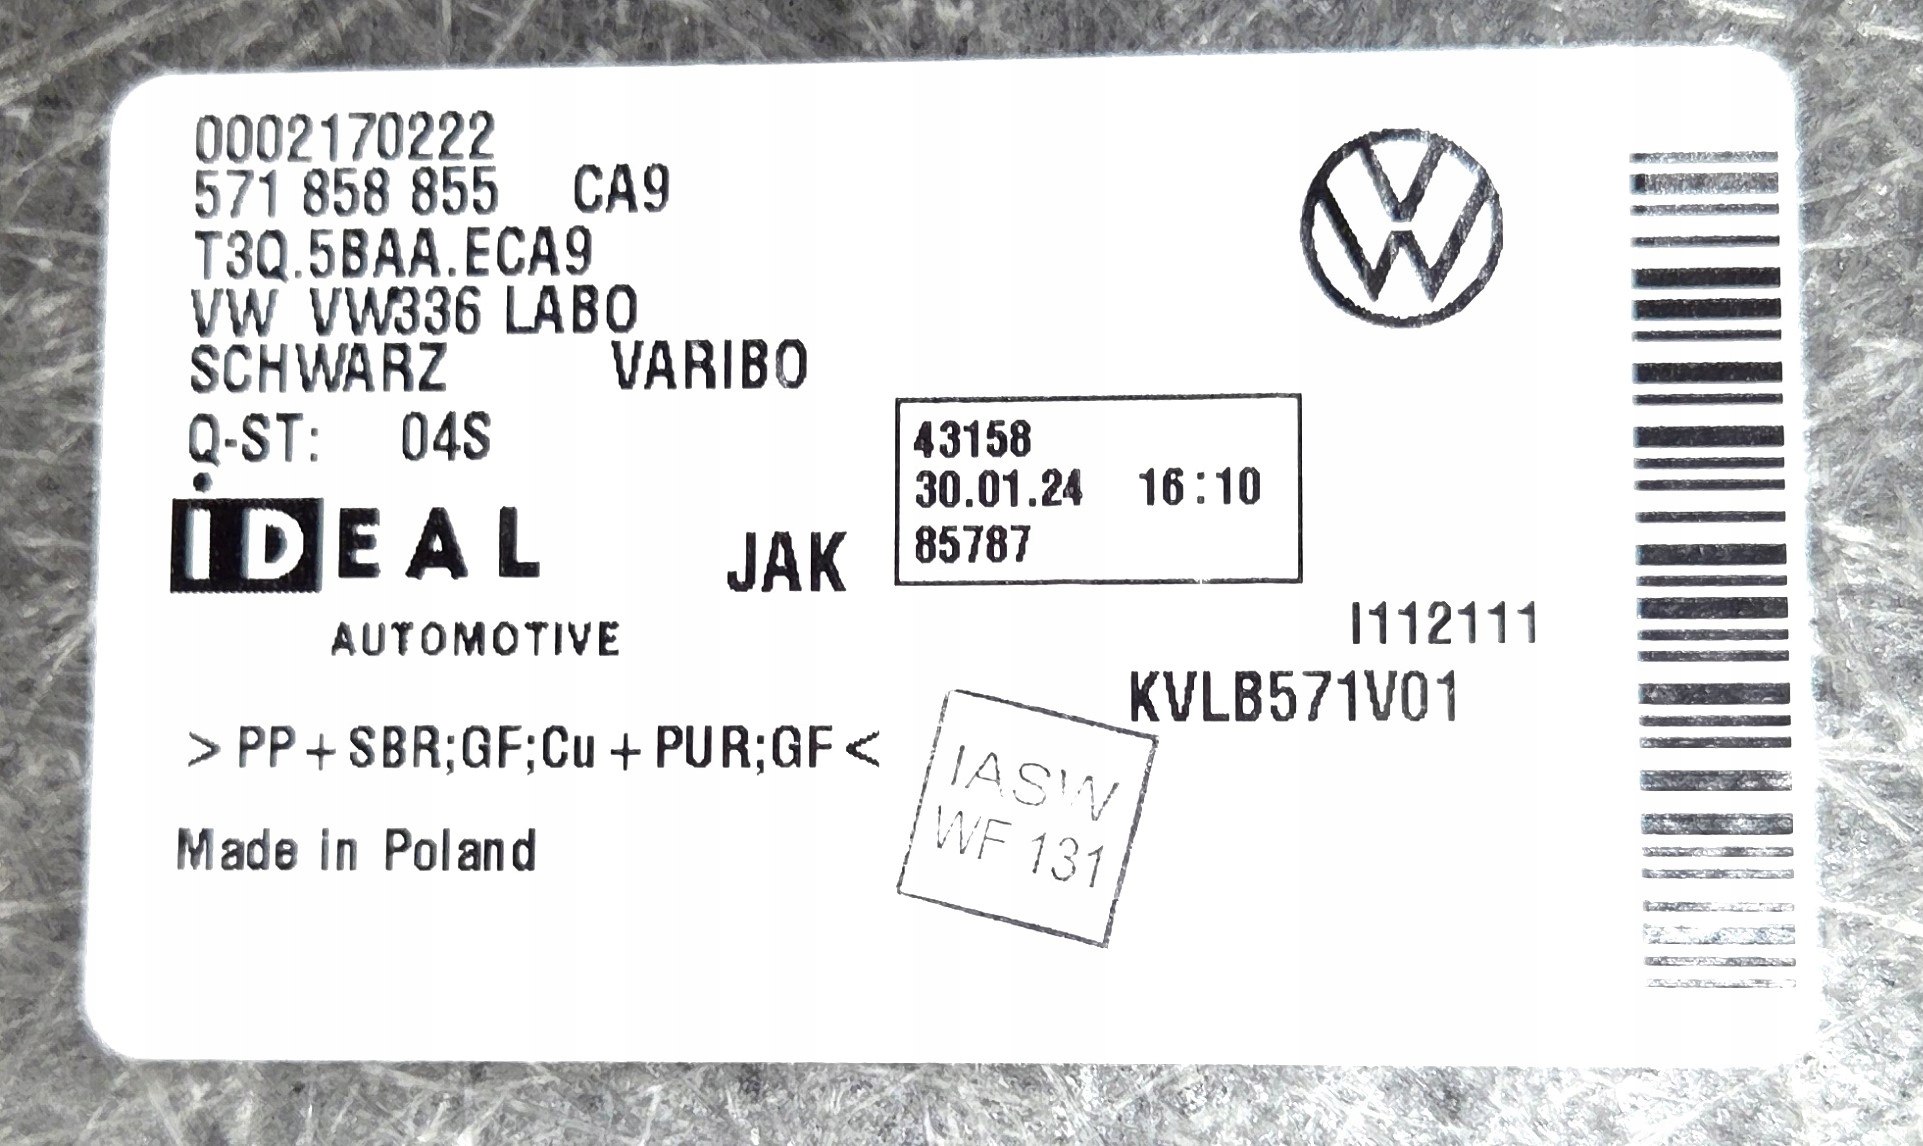 0002170222
571 858 855 CA9
T3Q.5BAA.ECA9
VW VW336 LABO
SCHWARZ VARIBO
Q-ST: 04S
43158
30.01.24 16:10
85787
iDEAL
AUTOMOTIVE
JAK
I112111
KVLB571V01
>PP+SBR;GF;Cu+PUR;GF<
IASW
WF 131
Made in Poland
VW